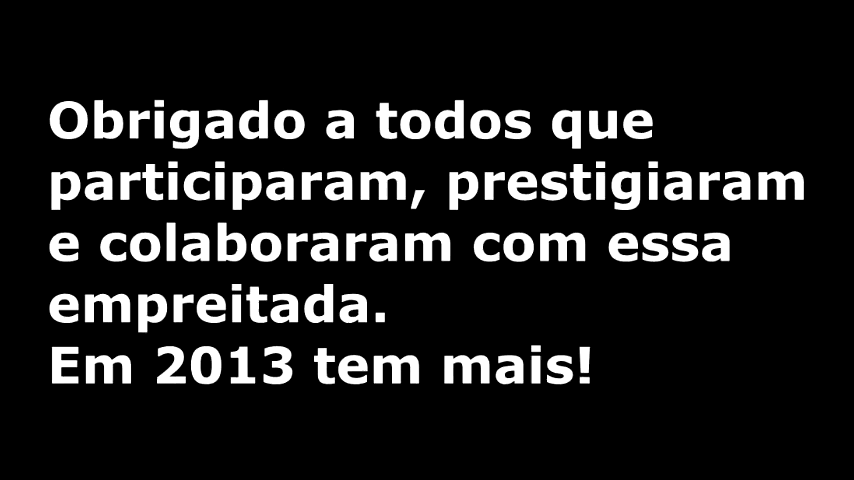 Obrigado a todos que
participaram, prestigiaram
e colaboraram com essa
empreitada.
Em 2013 tem mais!